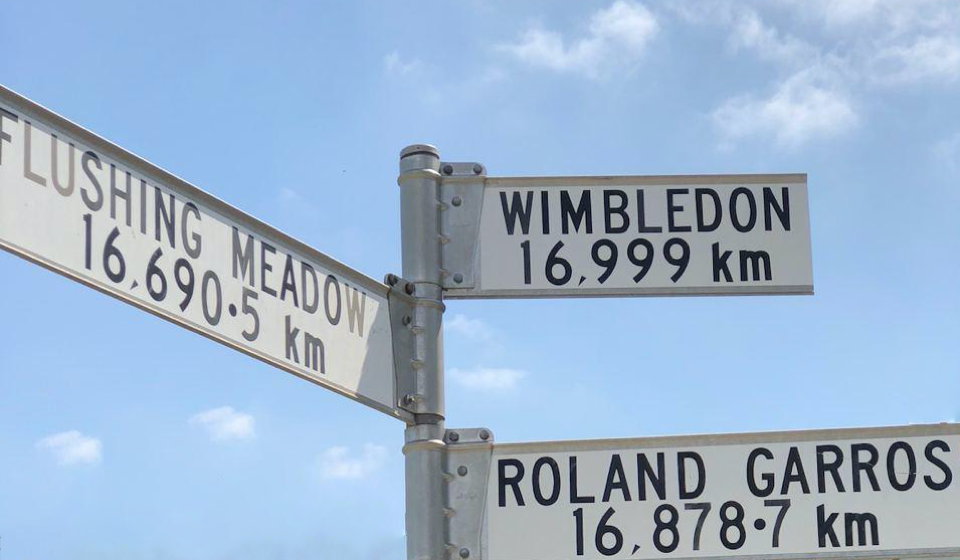 FLUSHING MEADOW
16,690·5 km
WIMBLEDON
16,999 km
ROLAND GARROS
16,878·7 km